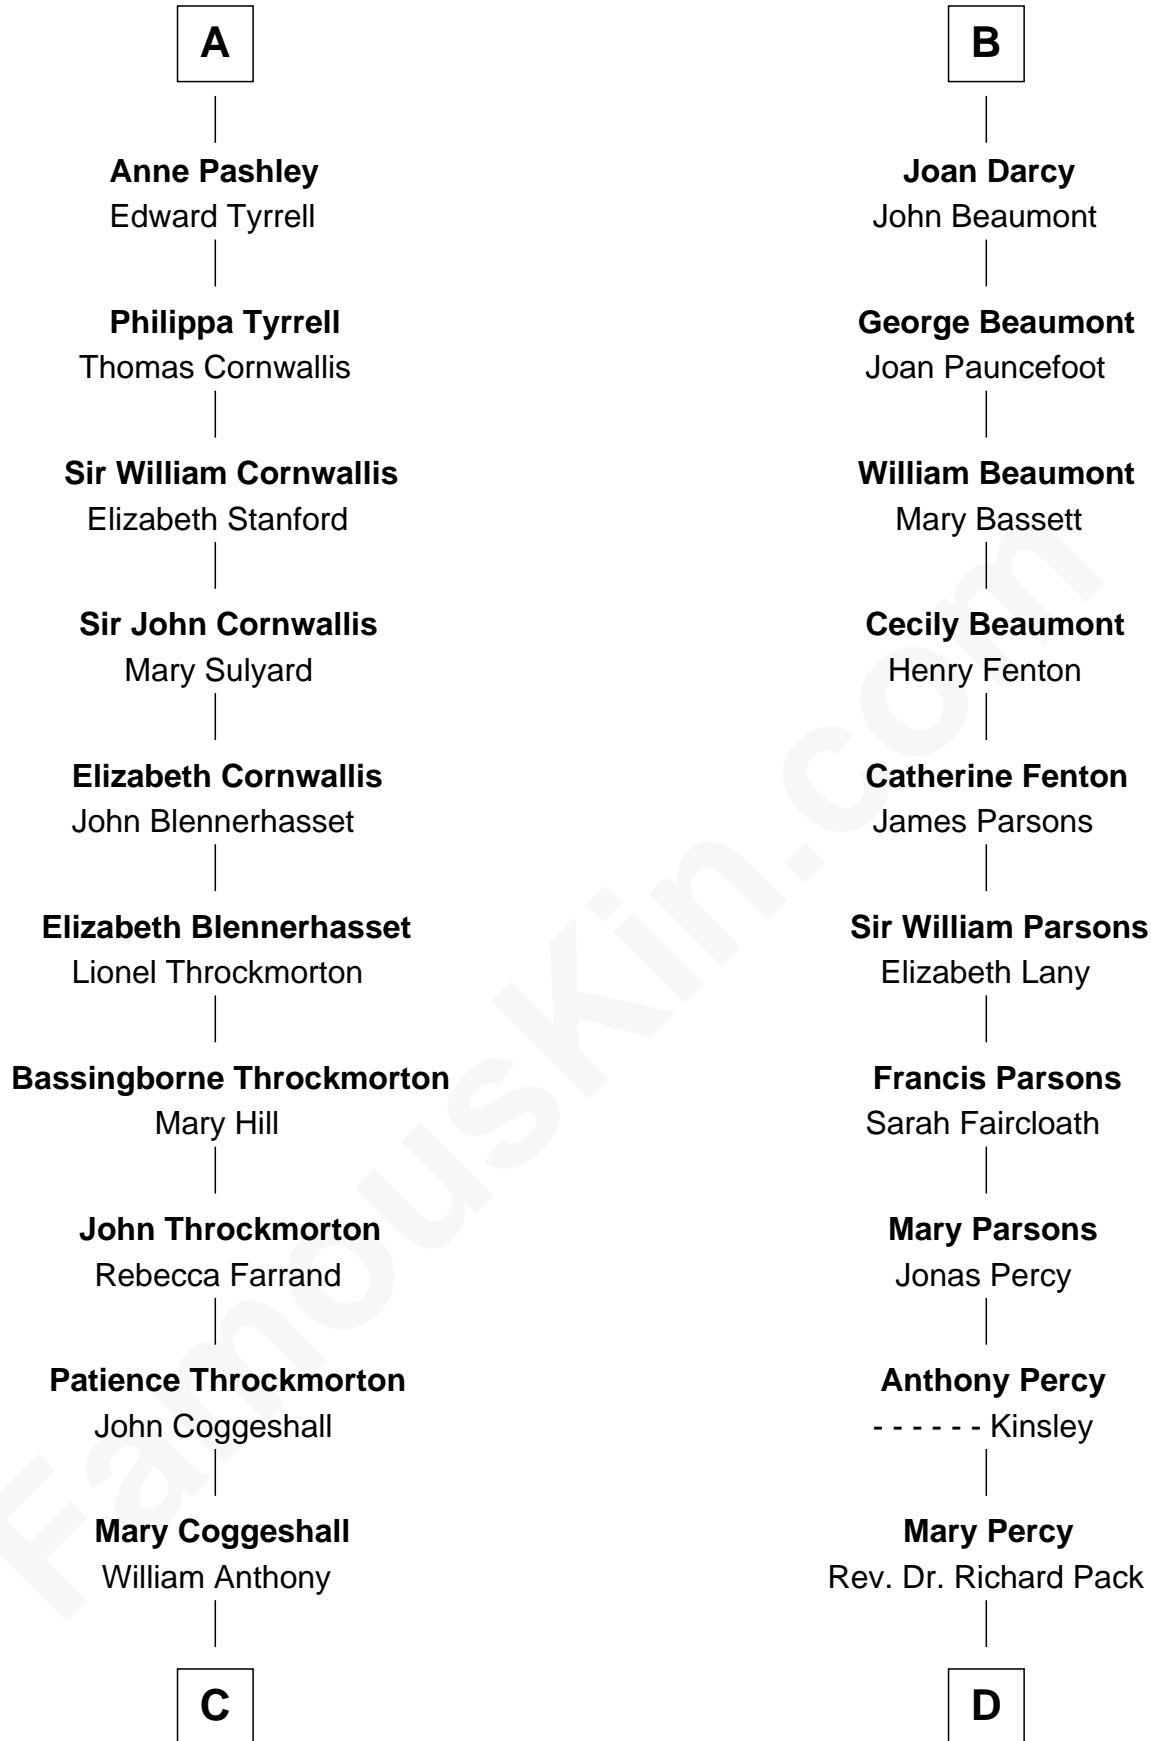 A
Anne Pashley
Edward Tyrrell
Philippa Tyrrell
Thomas Cornwallis
Sir William Cornwallis
Elizabeth Stanford
Sir John Cornwallis
Mary Sulyard
Elizabeth Cornwallis
John Blennerhasset
Elizabeth Blennerhasset
Lionel Throckmorton
Bassingborne Throckmorton
Mary Hill
John Throckmorton
Rebecca Farrand
Patience Throckmorton
John Coggeshall
Mary Coggeshall
William Anthony
C
B
Joan Darcy
John Beaumont
George Beaumont
Joan Pauncefoot
William Beaumont
Mary Bassett
Cecily Beaumont
Henry Fenton
Catherine Fenton
James Parsons
Sir William Parsons
Elizabeth Lany
Francis Parsons
Sarah Faircloath
Mary Parsons
Jonas Percy
Anthony Percy
- - - - - - Kinsley
Mary Percy
Rev. Dr. Richard Pack
D
FamousKin.com